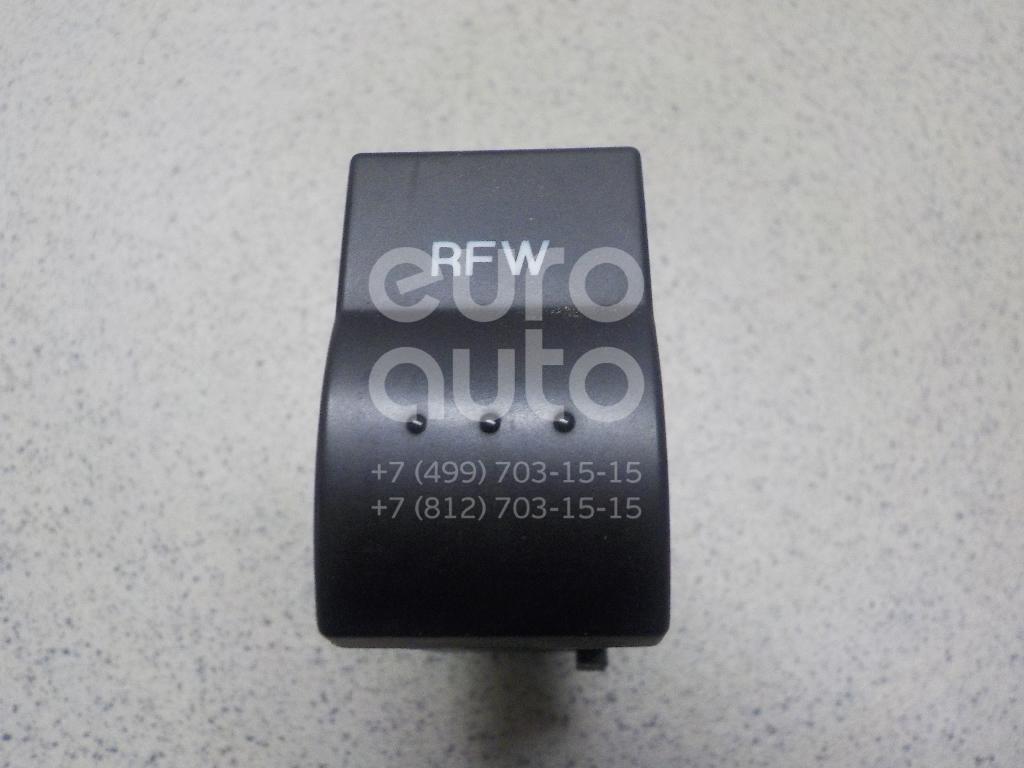 RFW
euro
auto
+7 (499) 703-15-15
+7 (812) 703-15-15